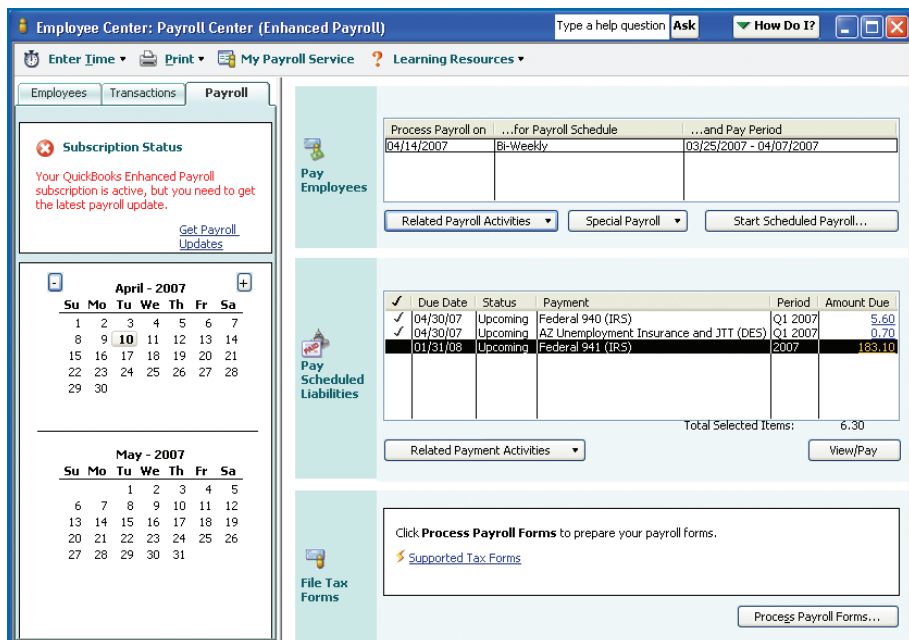 Employee Center: Payroll Center (Enhanced Payroll)
Type a help question Ask
How Do I?
Enter Time
Print
My Payroll Service
? Learning Resources
Employees
Transactions
Payroll
Subscription Status
Your QuickBooks Enhanced Payroll
subscription is active, but you need to get
the latest payroll update.
Get Payroll
Updates
- April - 2007 +
Su Mo Tu We Th Fr Sa
1 2 3 4 5 6 7
8 9 10 11 12 13 14
15 16 17 18 19 20 21
22 23 24 25 26 27 28
29 30
May - 2007
Su Mo Tu We Th Fr Sa
1 2 3 4 5
6 7 8 9 10 11 12
13 14 15 16 17 18 19
20 21 22 23 24 25 26
27 28 29 30 31
Pay
Employees
Process Payroll on ...for Payroll Schedule ...and Pay Period
04/14/2007 Bi-Weekly 03/25/2007 - 04/07/2007
Related Payroll Activities
Special Payroll
Start Scheduled Payroll...
PAID
Pay
Scheduled
Liabilities
✓ Due Date Status Payment Period Amount Due
✓ 04/30/07 Upcoming Federal 940 (IRS) Q1 2007 5.60
✓ 04/30/07 Upcoming AZ Unemployment Insurance and JTT (DES) Q1 2007 0.70
01/31/08 Upcoming Federal 941 (IRS) 2007 183.10
Total Selected Items: 6.30
Related Payment Activities
View/Pay
File Tax
Forms
Click Process Payroll Forms to prepare your payroll forms.
Supported Tax Forms
Process Payroll Forms...